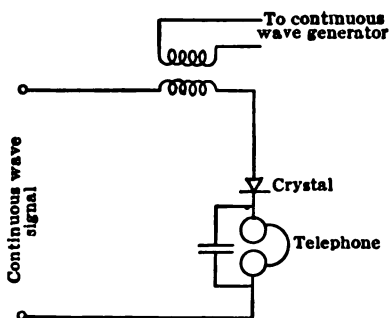 To continuous
wave generator
Continuous wave
signal
Crystal
Telephone